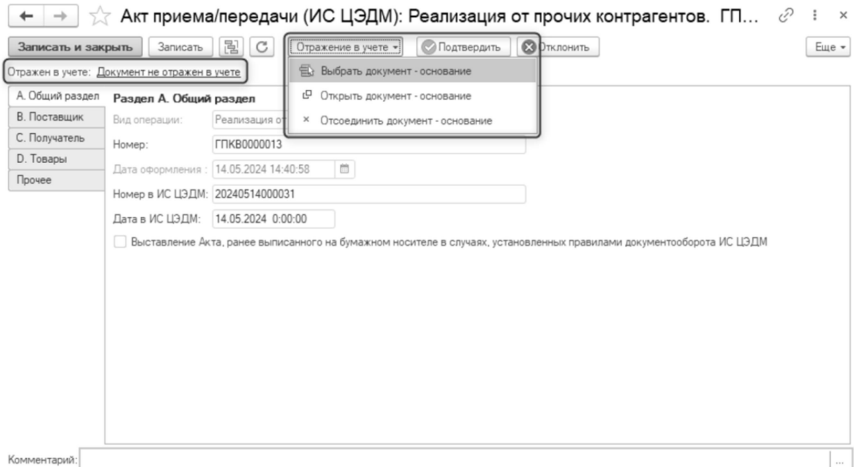 Акт приема/передачи (ИС ЦЭДМ): Реализация от прочих контрагентов. ГП...
Записать и закрыть Записать Отражение в учете Подтвердить Отклонить Еще
Отражен в учете: Документ не отражен в учете
Выбрать документ - основание
Открыть документ - основание
Отсоединить документ - основание
А. Общий раздел
В. Поставщик
С. Получатель
D. Товары
Прочее
Раздел А. Общий раздел
Вид операции: Реализация от
Номер: ГПКВ0000013
Дата оформления : 14.05.2024 14:40:58
Номер в ИС ЦЭДМ: 20240514000031
Дата в ИС ЦЭДМ: 14.05.2024 0:00:00
Выставление Акта, ранее выписанного на бумажном носителе в случаях, установленных правилами документооборота ИС ЦЭДМ
Комментарий: ...